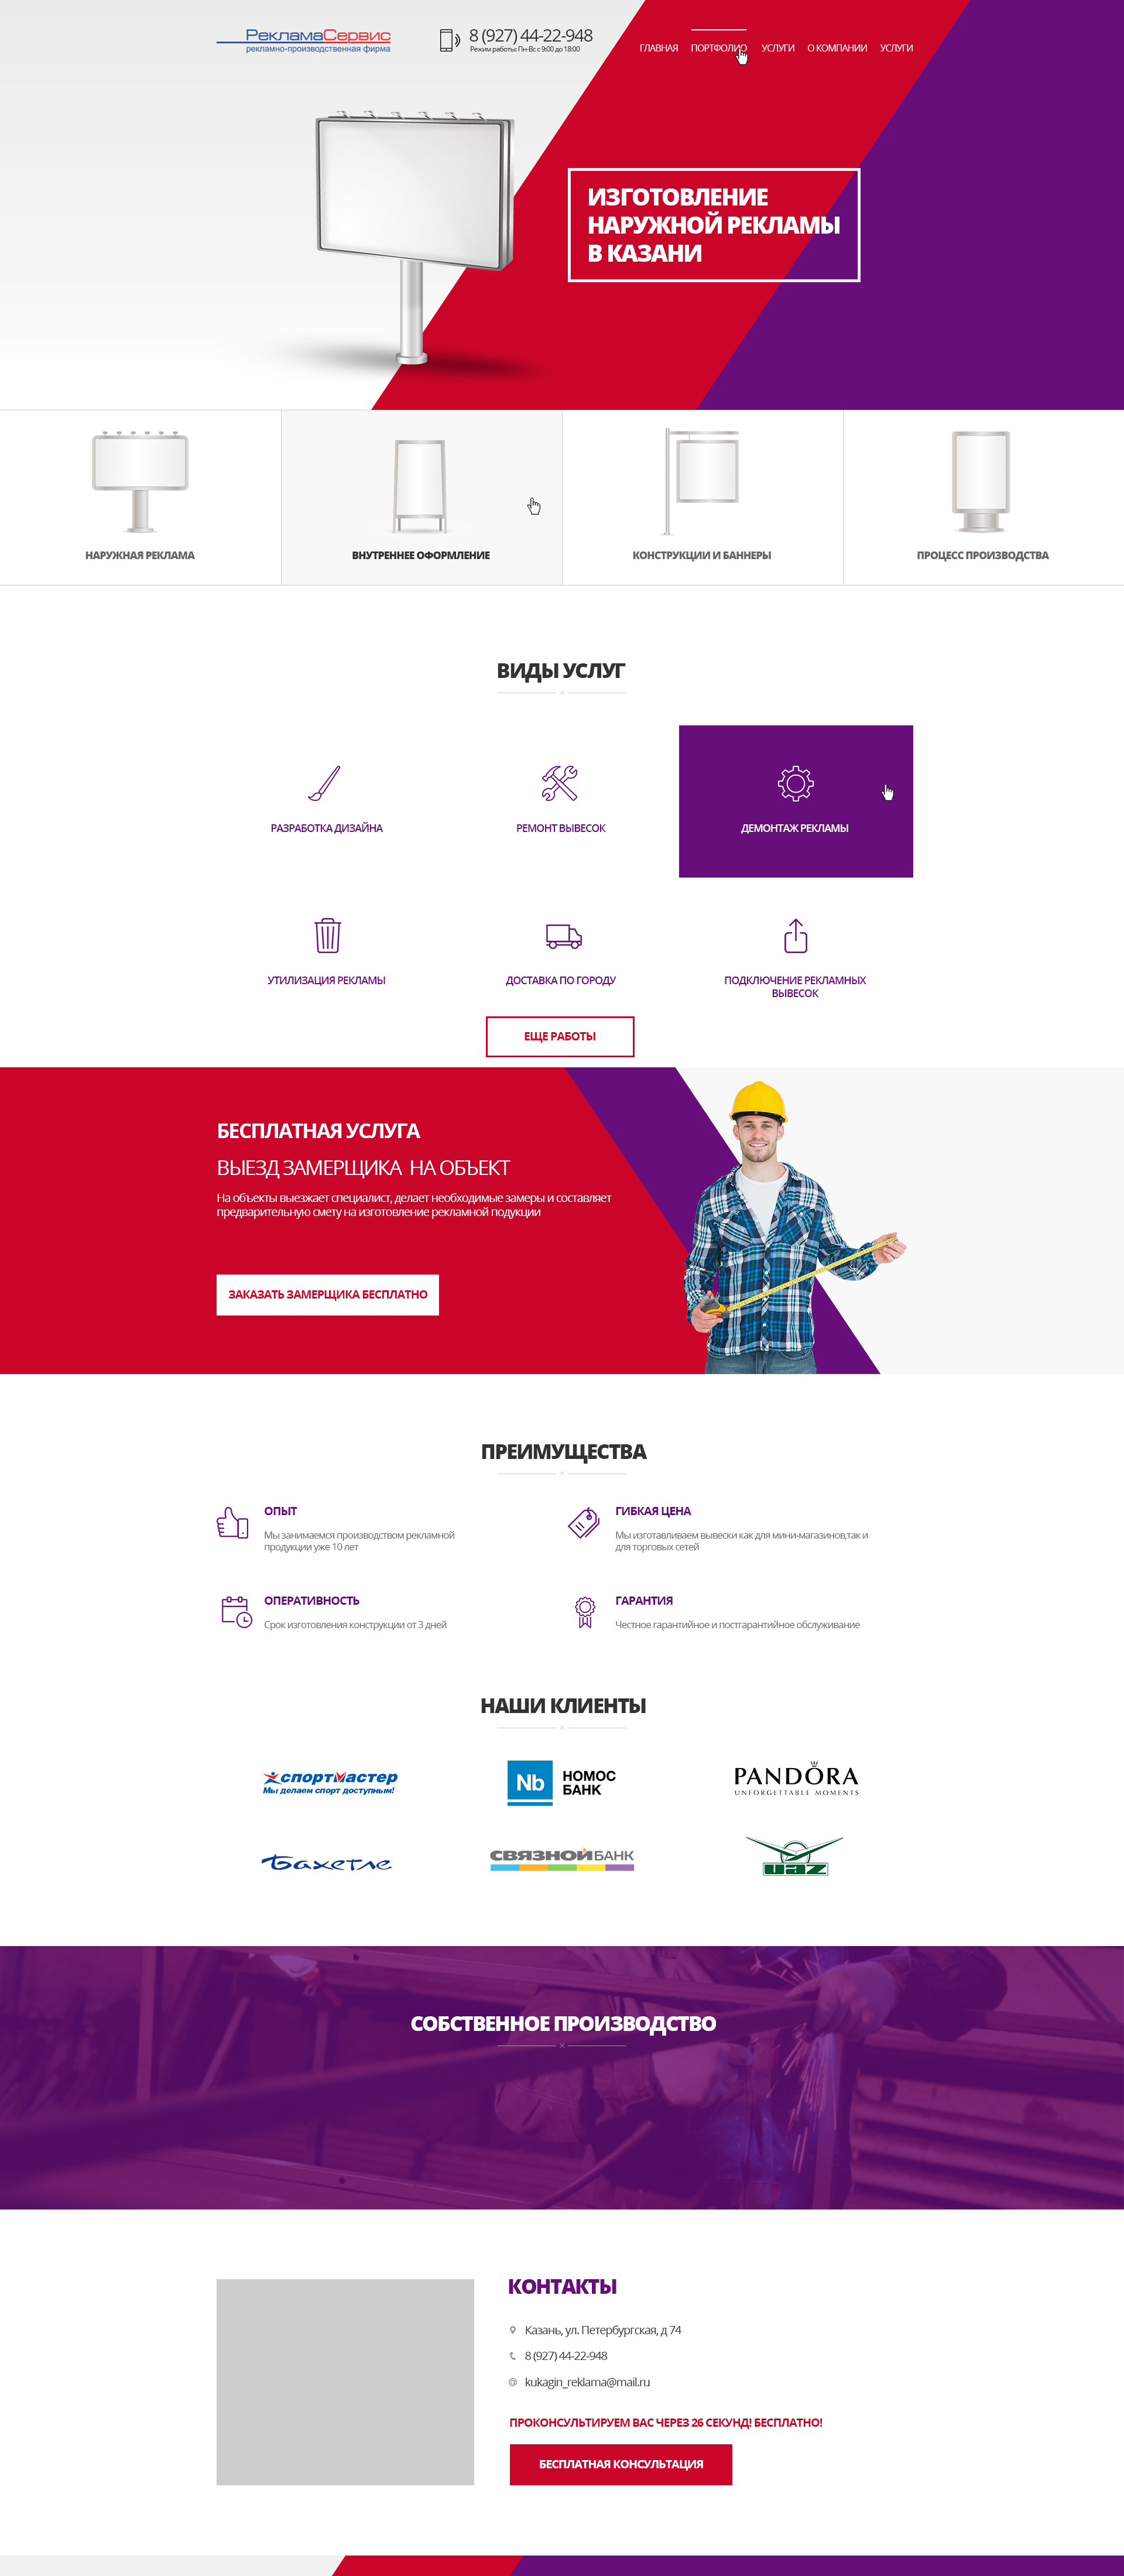 РекламаСервис
рекламно-производственная фирма
8 (927) 44-22-948
Режим работы: Пн-Вс с 9:00 до 18:00
ГЛАВНАЯ ПОРТФОЛИО УСЛУГИ О КОМПАНИИ УСЛУГИ
ИЗГОТОВЛЕНИЕ
НАРУЖНОЙ РЕКЛАМЫ
В КАЗАНИ
НАРУЖНАЯ РЕКЛАМА
ВНУТРЕННЕЕ ОФОРМЛЕНИЕ
КОНСТРУКЦИИ И БАННЕРЫ
ПРОЦЕСС ПРОИЗВОДСТВА
ВИДЫ УСЛУГ
РАЗРАБОТКА ДИЗАЙНА
РЕМОНТ ВЫВЕСОК
ДЕМОНТАЖ РЕКЛАМЫ
УТИЛИЗАЦИЯ РЕКЛАМЫ
ДОСТАВКА ПО ГОРОДУ
ПОДКЛЮЧЕНИЕ РЕКЛАМНЫХ
ВЫВЕСОК
ЕЩЕ РАБОТЫ
БЕСПЛАТНАЯ УСЛУГА
ВЫЕЗД ЗАМЕРЩИКА НА ОБЪЕКТ
На объекты выезжает специалист, делает необходимые замеры и составляет
предварительную смету на изготовление рекламной подукции
ЗАКАЗАТЬ ЗАМЕРЩИКА БЕСПЛАТНО
ПРЕИМУЩЕСТВА
ОПЫТ
Мы занимаемся производством рекламной
продукции уже 10 лет
ГИБКАЯ ЦЕНА
Мы изготавливаем вывески как для мини-магазинов,так и
для торговых сетей
ОПЕРАТИВНОСТЬ
Срок изготовления конструкции от 3 дней
ГАРАНТИЯ
Честное гарантийное и постгарантийное обслуживание
НАШИ КЛИЕНТЫ
спортмастер
Мы делаем спорт доступным!
Nb НОМОС
БАНК
PANDORA
UNFORGETTABLE MOMENTS
Бахетле
СВЯЗНОЙ БАНК
uaz
СОБСТВЕННОЕ ПРОИЗВОДСТВО
КОНТАКТЫ
Казань, ул. Петербургская, д 74
8 (927) 44-22-948
kukagin_reklama@mail.ru
ПРОКОНСУЛЬТИРУЕМ ВАС ЧЕРЕЗ 26 СЕКУНД! БЕСПЛАТНО!
БЕСПЛАТНАЯ КОНСУЛЬТАЦИЯ